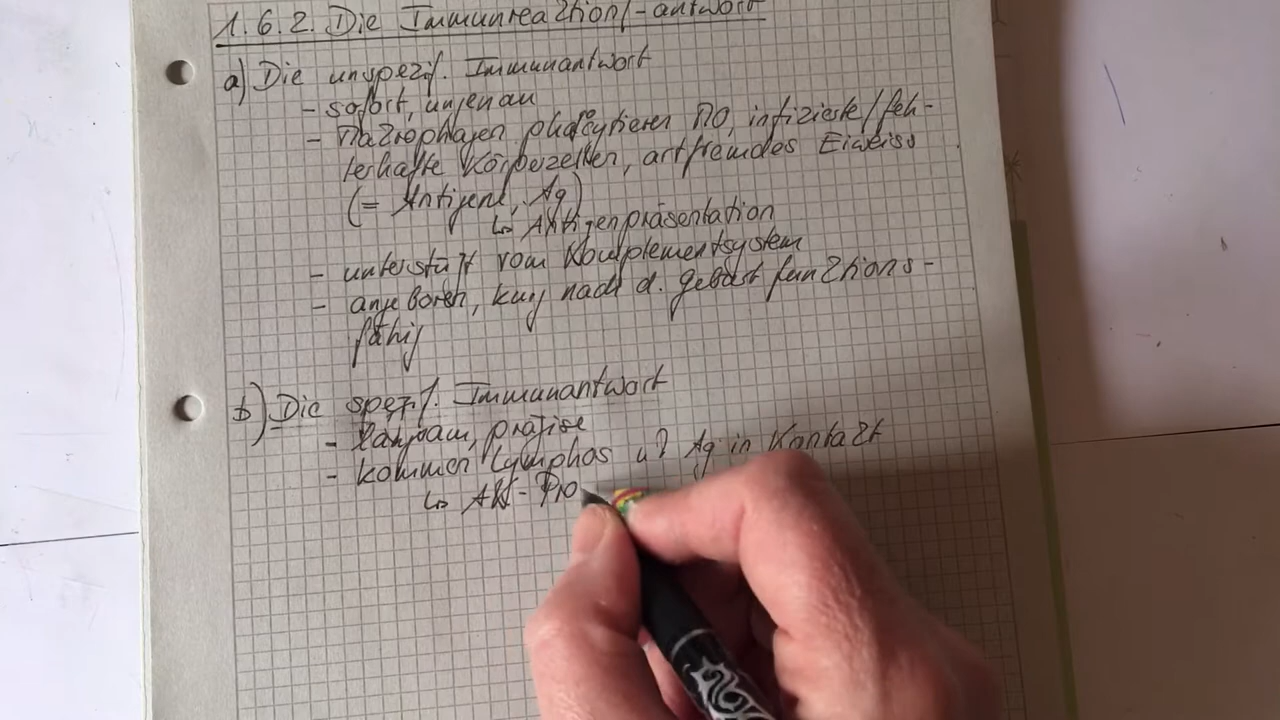 1.6.2. Die Immunreaktion/-antwort
a) Die unspezif. Immunantwort
- sofort, ungenau
- Makrophagen phagozytieren MO, infizierte/feh-
lerhafte Körperzellen, artfremdes Eiweiss
(= Antigene, Ag)
↳ Antigenpräsentation
- unterstützt vom Komplementsystem
- angeboren, kurz nach d. Geburt funktions-
fähig
b) Die spezif. Immunantwort
- langsam, präzise
- kommen Lymphos mit Ag in Kontakt
↳ AK-Pro